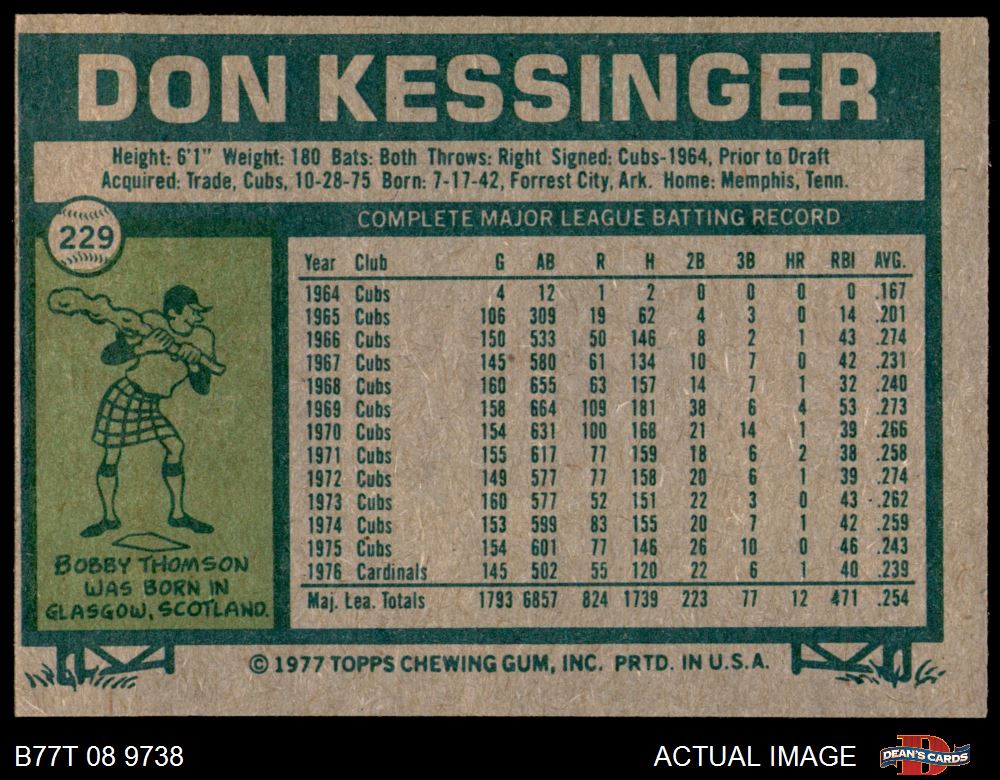 DON KESSINGER
Height: 6'1" Weight: 180 Bats: Both Throws: Right Signed: Cubs-1964, Prior to Draft
Acquired: Trade, Cubs, 10-28-75 Born: 7-17-42, Forrest City, Ark. Home: Memphis, Tenn.
229
COMPLETE MAJOR LEAGUE BATTING RECORD
Year Club G AB R H 2B 3B HR RBI AVG.
1964 Cubs 4 12 1 2 0 0 0 0 .167
1965 Cubs 106 309 19 62 4 3 0 14 .201
1966 Cubs 150 533 50 146 8 2 1 43 .274
1967 Cubs 145 580 61 134 10 7 0 42 .231
1968 Cubs 160 655 63 157 14 7 1 32 .240
1969 Cubs 158 664 109 181 38 6 4 53 .273
1970 Cubs 154 631 100 168 21 14 1 39 .266
1971 Cubs 155 617 77 159 18 6 2 38 .258
1972 Cubs 149 577 77 158 20 6 1 39 .274
1973 Cubs 160 577 52 151 22 3 0 43 .262
1974 Cubs 153 599 83 155 20 7 1 42 .259
1975 Cubs 154 601 77 146 26 10 0 46 .243
1976 Cardinals 145 502 55 120 22 6 1 40 .239
Maj. Lea. Totals 1793 6857 824 1739 223 77 12 471 .254
BOBBY THOMSON
WAS BORN IN
GLASGOW, SCOTLAND.
© 1977 TOPPS CHEWING GUM, INC. PRTD. IN U.S.A.
B77T 08 9738
ACTUAL IMAGE
D
DEAN'S CARDS